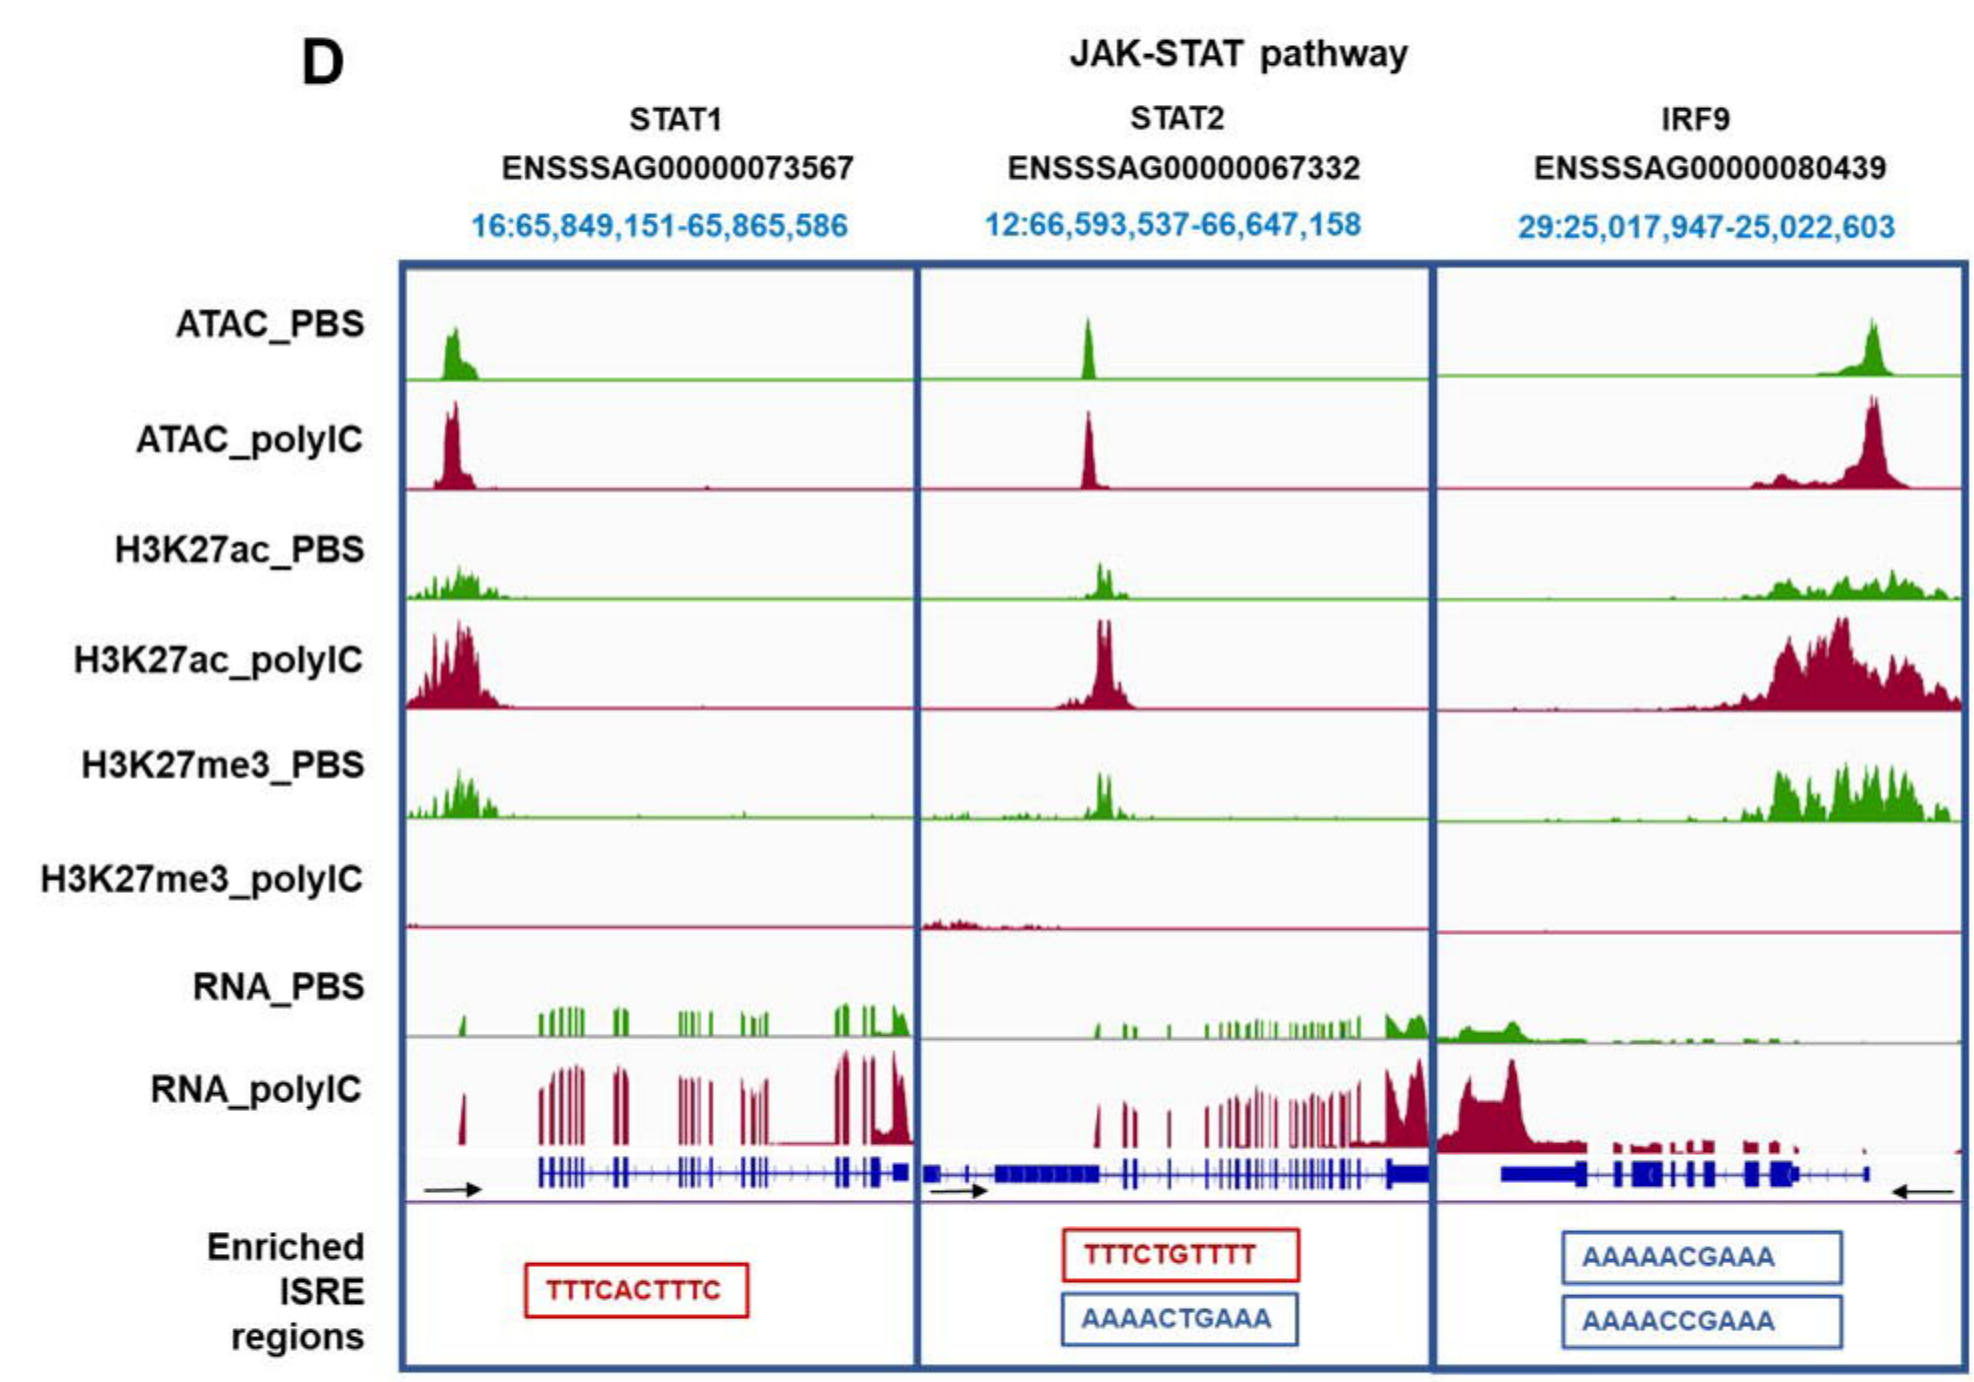 D
JAK-STAT pathway
STAT1
ENSSSAG00000073567
16:65,849,151-65,865,586
STAT2
ENSSSAG00000067332
12:66,593,537-66,647,158
IRF9
ENSSSAG00000080439
29:25,017,947-25,022,603
ATAC_PBS
ATAC_polyIC
H3K27ac_PBS
H3K27ac_polyIC
H3K27me3_PBS
H3K27me3_polyIC
RNA_PBS
RNA_polyIC
Enriched
ISRE
regions
TTTCACTTTC
TTTCTGTTTT
AAAACTGAAA
AAAAACGAAA
AAAACCGAAA